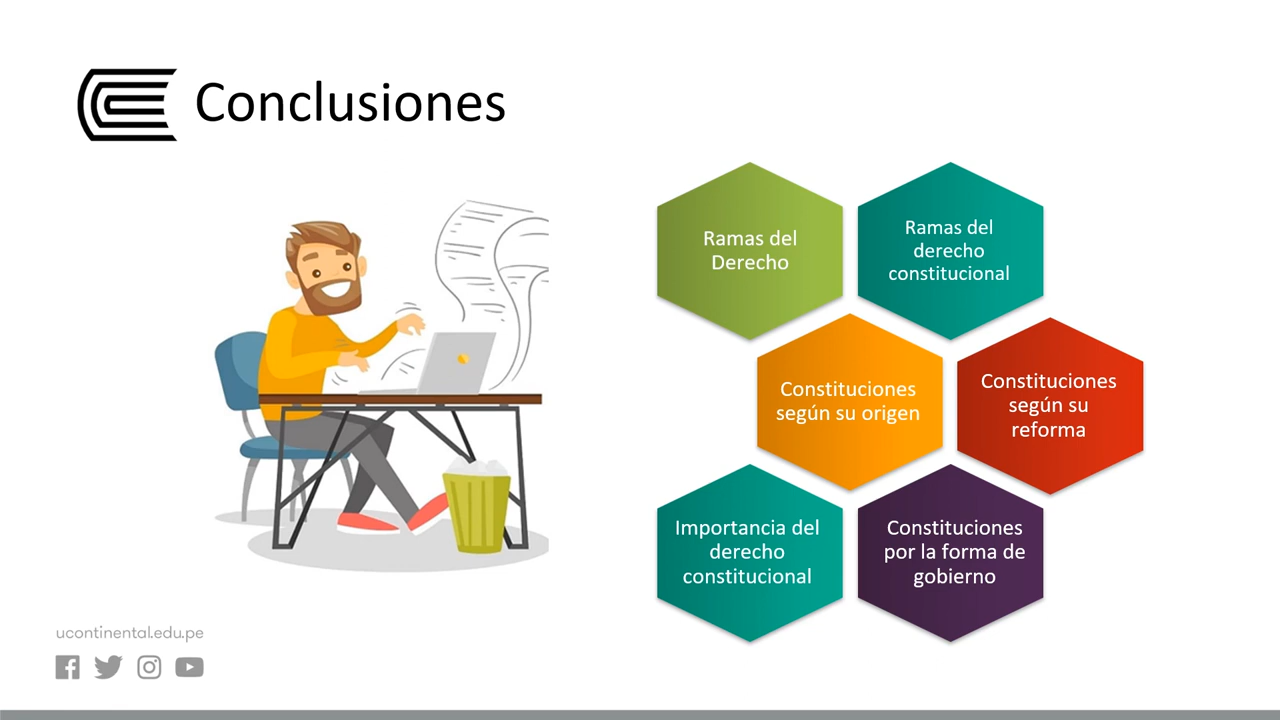 Conclusiones
Ramas del
Derecho
Ramas del
derecho
constitucional
Constituciones
según su origen
Constituciones
según su
reforma
Importancia del
derecho
constitucional
Constituciones
por la forma de
gobierno
ucontinental.edu.pe